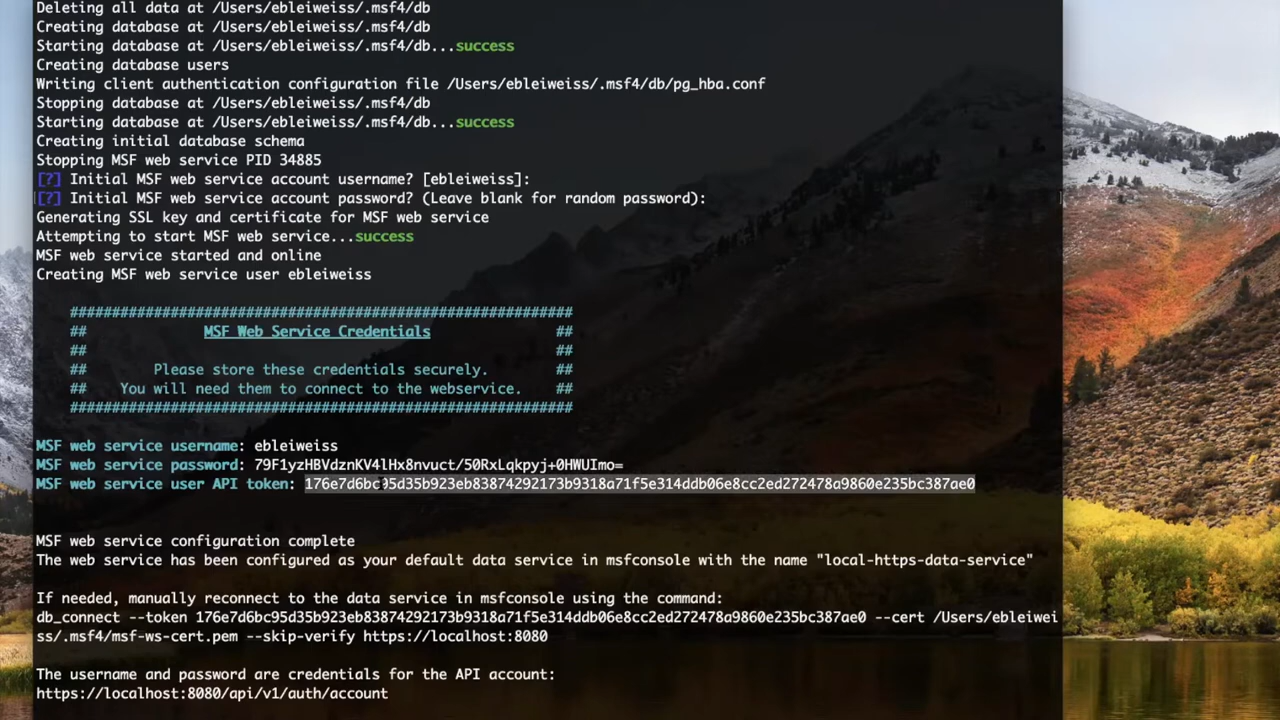 Deleting all data at /Users/ebleiweiss/.msf4/db
Creating database at /Users/ebleiweiss/.msf4/db
Starting database at /Users/ebleiweiss/.msf4/db...success
Creating database users
Writing client authentication configuration file /Users/ebleiweiss/.msf4/db/pg_hba.conf
Stopping database at /Users/ebleiweiss/.msf4/db
Starting database at /Users/ebleiweiss/.msf4/db...success
Creating initial database schema
Stopping MSF web service PID 34885
[?] Initial MSF web service account username? [ebleiweiss]:
[?] Initial MSF web service account password? (Leave blank for random password):
Generating SSL key and certificate for MSF web service
Attempting to start MSF web service...success
MSF web service started and online
Creating MSF web service user ebleiweiss
############################################################
## MSF Web Service Credentials ##
## ##
## Please store these credentials securely. ##
## You will need them to connect to the webservice. ##
############################################################
MSF web service username: ebleiweiss
MSF web service password: 79F1yzHBVdznKV4lHx8nvuct/50RxLqkpyj+0HWUImo=
MSF web service user API token: 176e7d6bc95d35b923eb83874292173b9318a71f5e314ddb06e8cc2ed272478a9860e235bc387ae0
MSF web service configuration complete
The web service has been configured as your default data service in msfconsole with the name "local-https-data-service"
If needed, manually reconnect to the data service in msfconsole using the command:
db_connect --token 176e7d6bc95d35b923eb83874292173b9318a71f5e314ddb06e8cc2ed272478a9860e235bc387ae0 --cert /Users/ebleiwei
ss/.msf4/msf-ws-cert.pem --skip-verify https://localhost:8080
The username and password are credentials for the API account:
https://localhost:8080/api/v1/auth/account